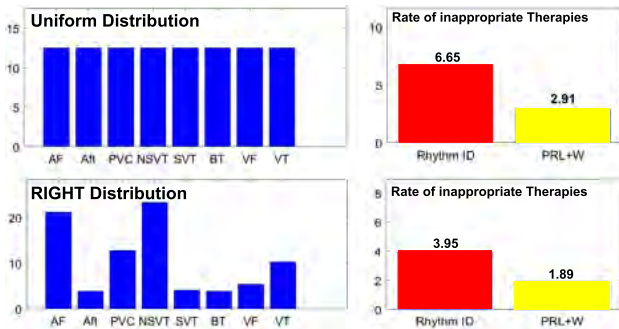 Uniform Distribution
15
10
5
0
AF Afl PVC NSVT SVT BT VF VT
Rate of inappropriate Therapies
10
5
0
6.65
2.91
Rhythm ID PRL+W
RIGHT Distribution
20
10
0
AF Afl PVC NSVT SVT BT VF VT
Rate of inappropriate Therapies
8
6
4
2
0
3.95
1.89
Rhythm ID PRL+W